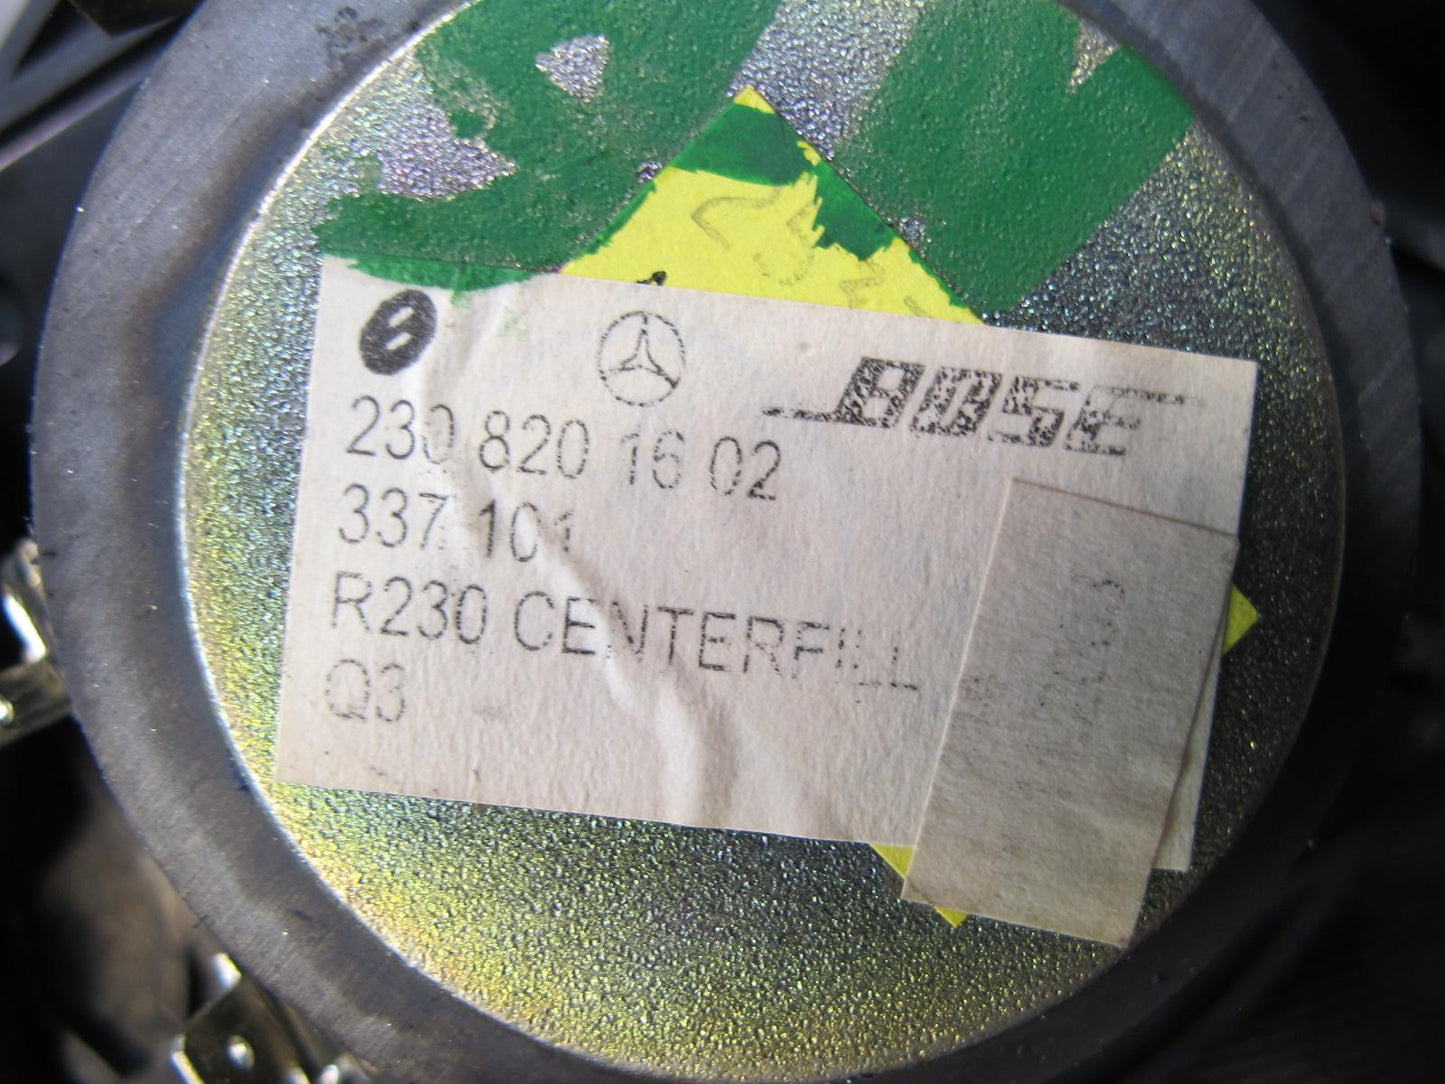 BOSE
230 820 16 02
337 101
R230 CENTERFILL
Q3